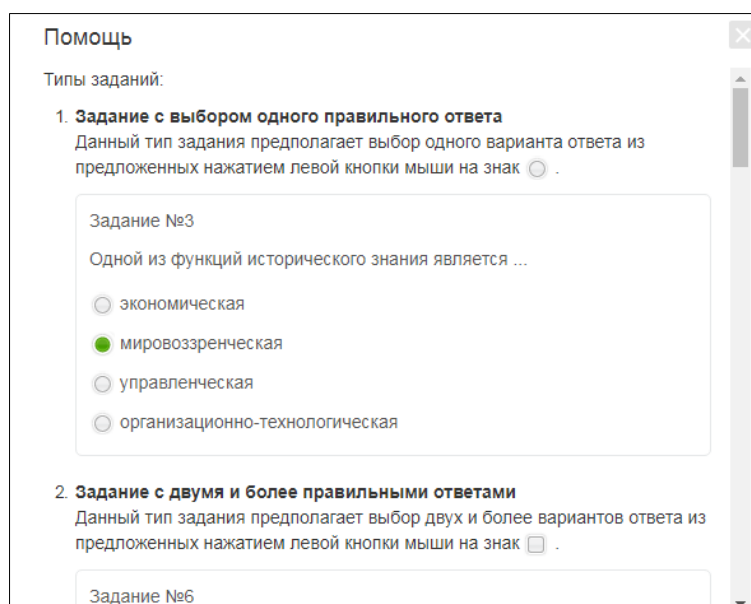 Помощь
Типы заданий:
1. Задание с выбором одного правильного ответа
Данный тип задания предполагает выбор одного варианта ответа из
предложенных нажатием левой кнопки мыши на знак .
Задание №3
Одной из функций исторического знания является ...
экономическая
мировоззренческая
управленческая
организационно-технологическая
2. Задание с двумя и более правильными ответами
Данный тип задания предполагает выбор двух и более вариантов ответа из
предложенных нажатием левой кнопки мыши на знак .
Задание №6